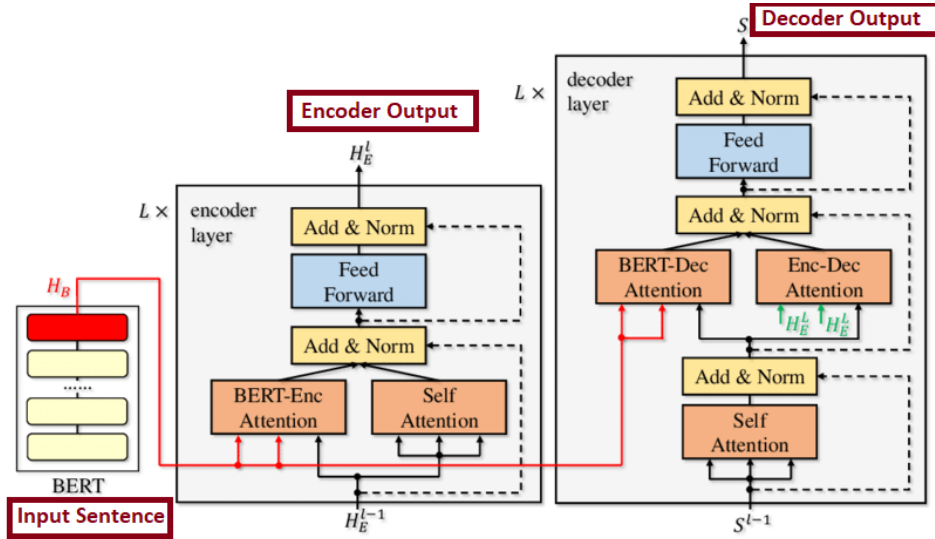 Decoder Output
S
L ×
decoder
layer
Add & Norm
Feed
Forward
Add & Norm
BERT-Dec
Attention
Enc-Dec
Attention
H_E^L
H_E^L
Add & Norm
Self
Attention
S^{l-1}
Encoder Output
H_E^l
L ×
encoder
layer
Add & Norm
Feed
Forward
Add & Norm
BERT-Enc
Attention
Self
Attention
H_E^{l-1}
H_B
......
BERT
Input Sentence